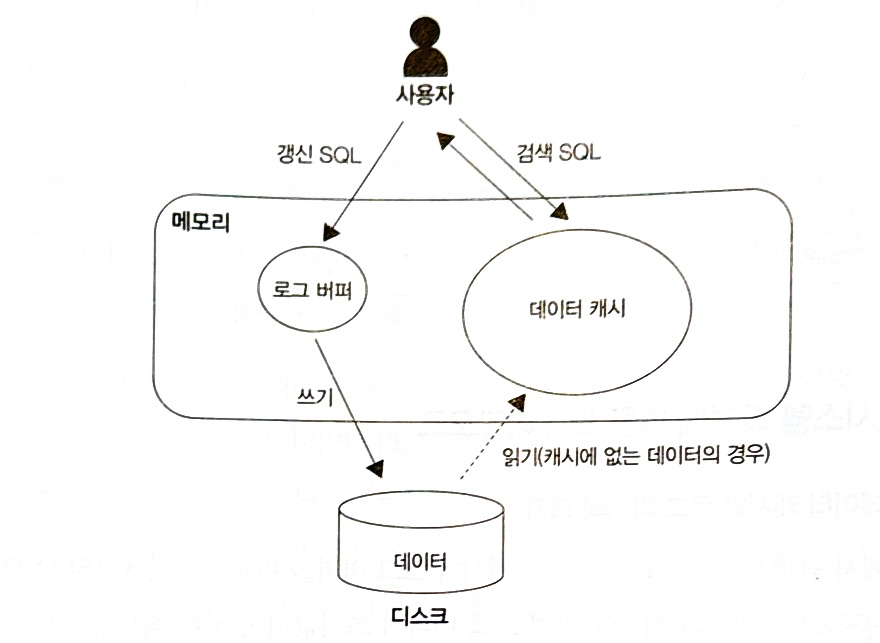 사용자
갱신 SQL
검색 SQL
메모리
로그 버퍼
데이터 캐시
쓰기
읽기(캐시에 없는 데이터의 경우)
데이터
디스크